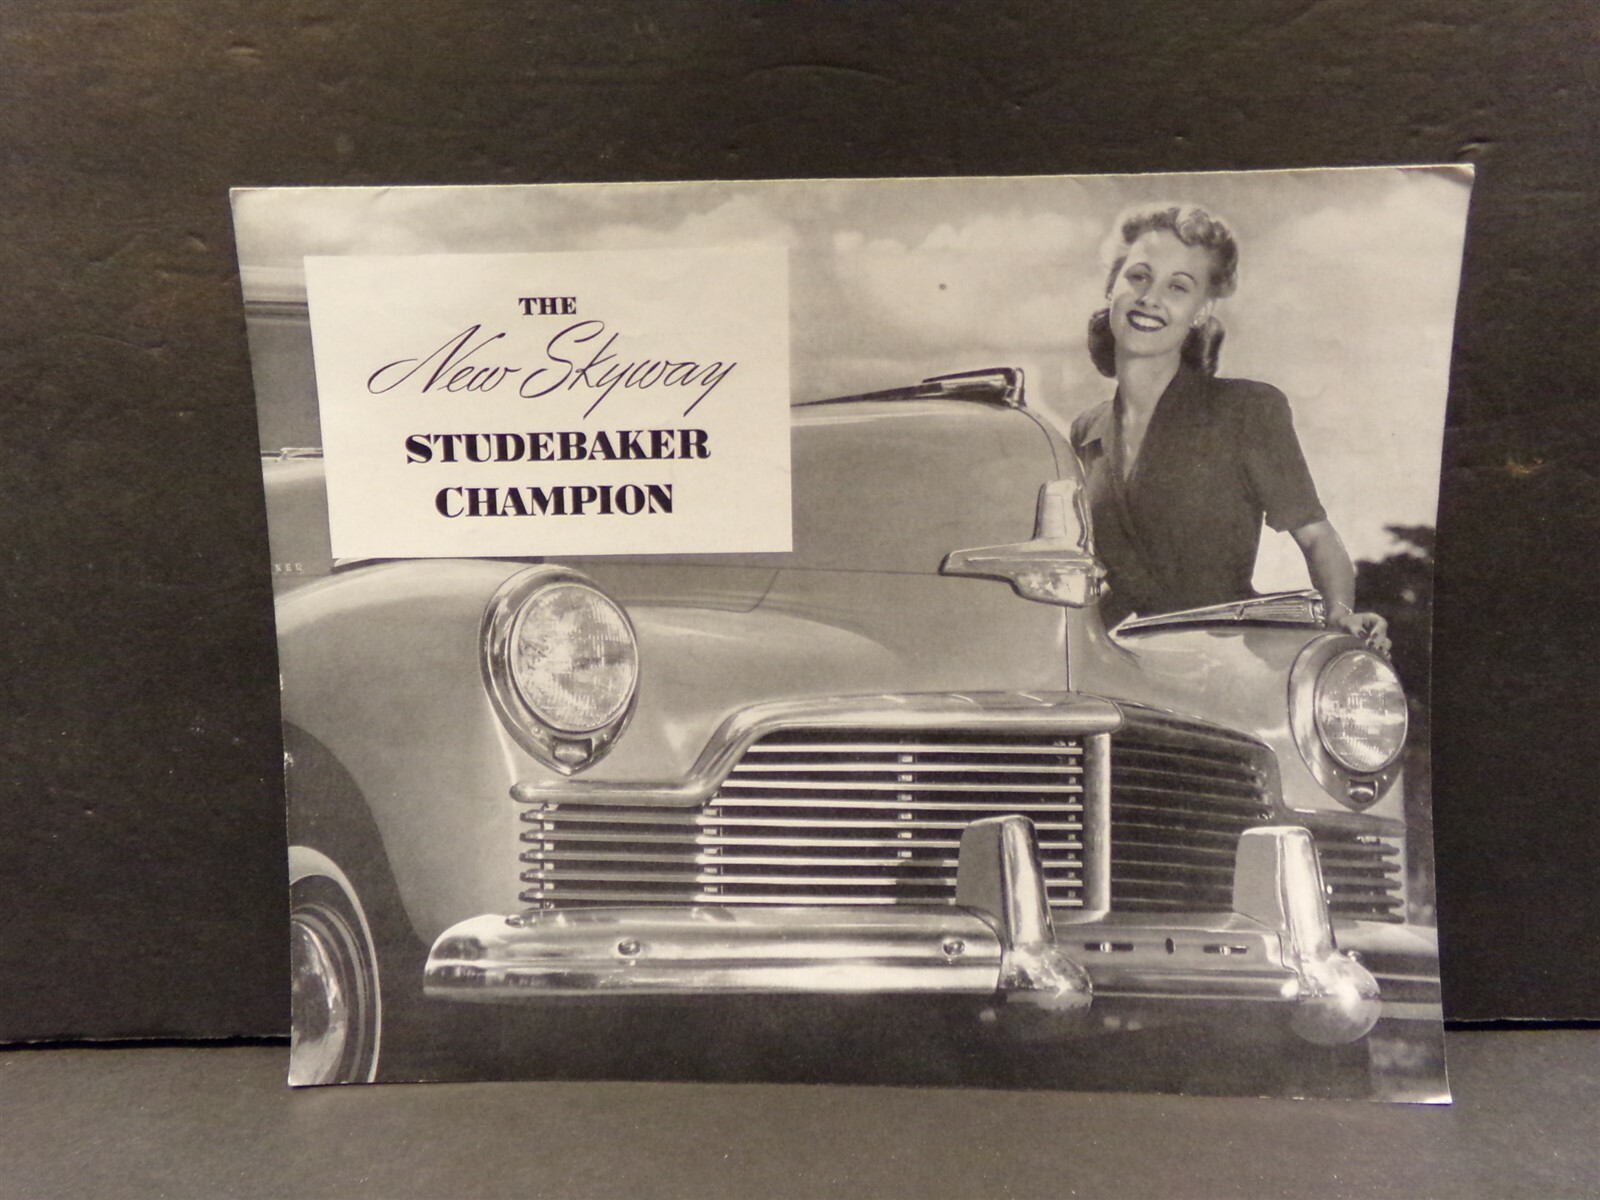 THE
New Skyway
STUDEBAKER
CHAMPION